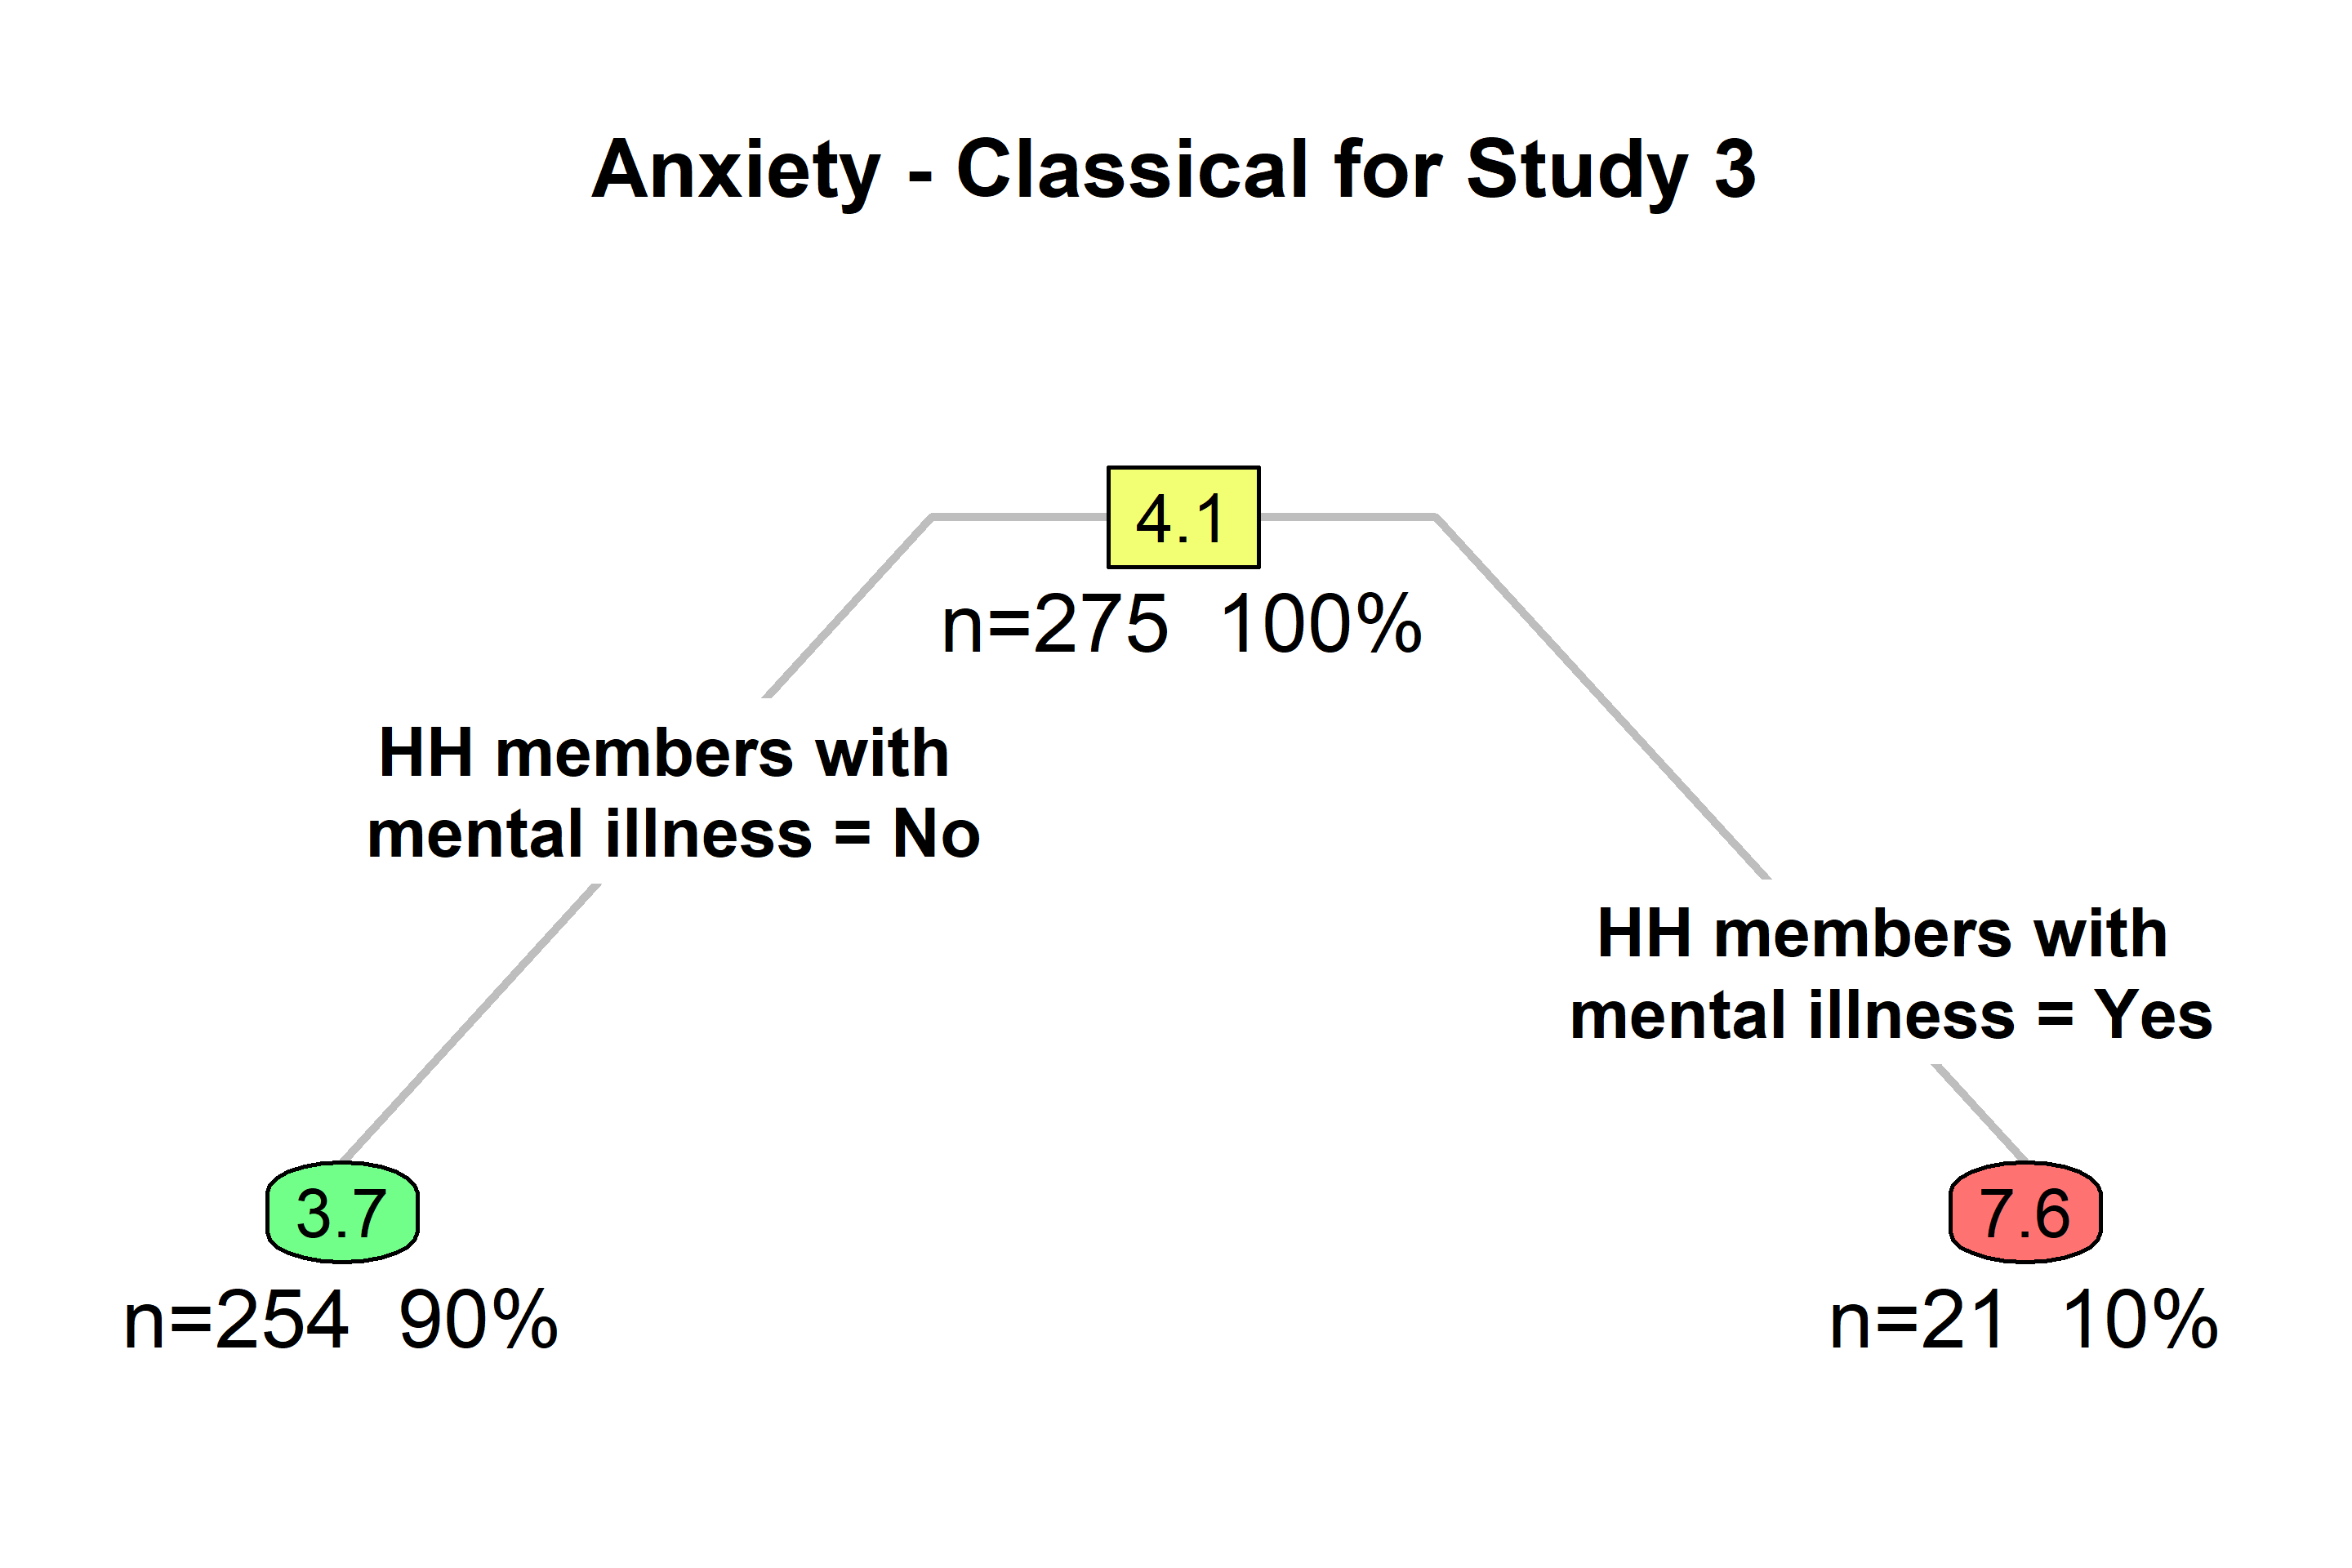 Anxiety - Classical for Study 3
4.1
n=275 100%
HH members with
mental illness = No
HH members with
mental illness = Yes
3.7
7.6
n=254 90%
n=21 10%